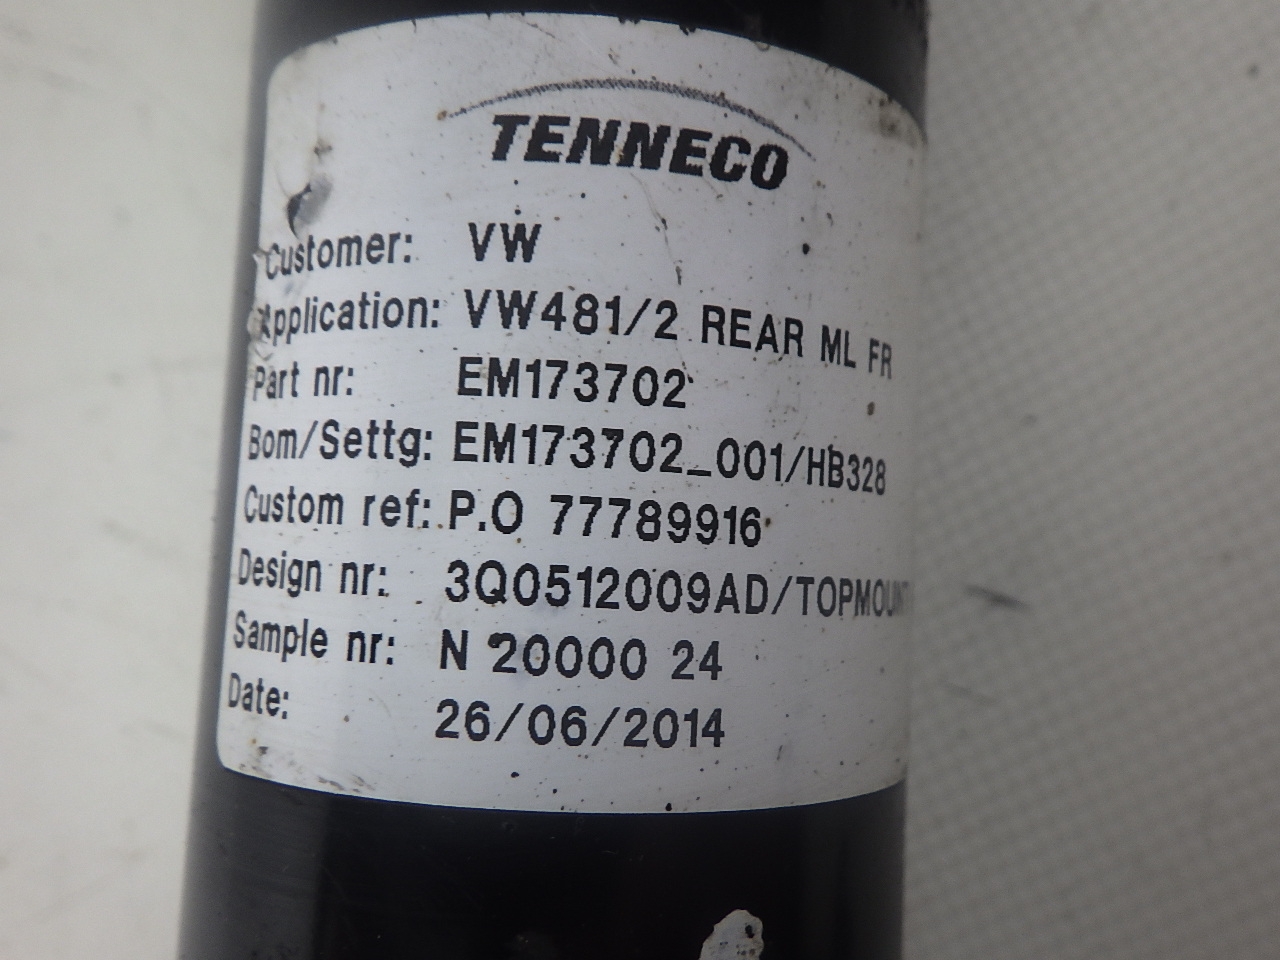 TENNECO
Customer: VW
Application: VW481/2 REAR ML FR
Part nr: EM173702
Bom/Settg: EM173702_001/HB328
Custom ref: P.O 77789916
Design nr: 3Q0512009AD/TOPMOUNT
Sample nr: N 20000 24
Date: 26/06/2014